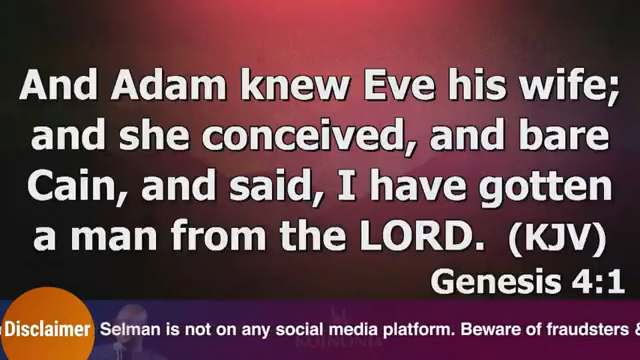 And Adam knew Eve his wife;
and she conceived, and bare
Cain, and said, I have gotten
a man from the LORD. (KJV)
Genesis 4:1
Disclaimer
Selman is not on any social media platform. Beware of fraudsters &
KOINONIA